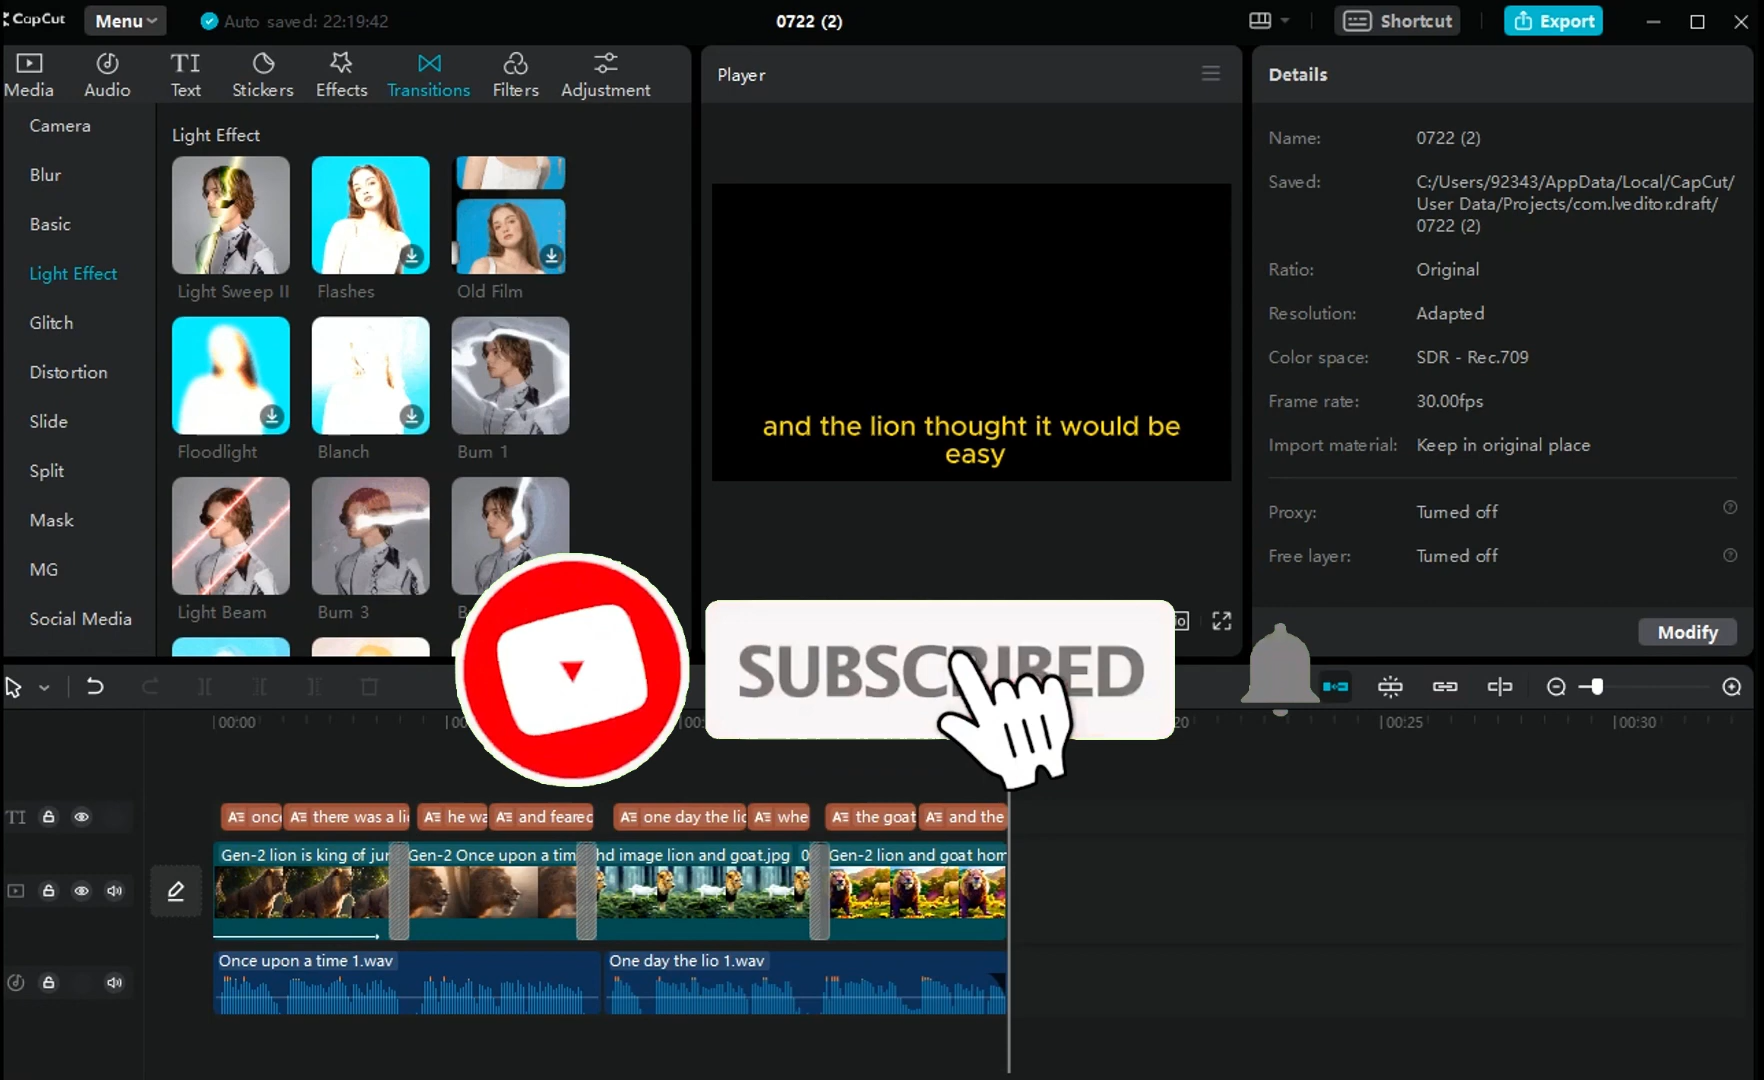 CapCut
Menu
Auto saved: 22:19:42
0722 (2)
Shortcut
Export
Media
Audio
TI
Text
Stickers
Effects
Transitions
Filters
Adjustment
Camera
Blur
Basic
Light Effect
Glitch
Distortion
Slide
Split
Mask
MG
Social Media
Light Effect
Light Sweep II
Flashes
Old Film
Floodlight
Blanch
Burn 1
Light Beam
Burn 3
Player
and the lion thought it would be
easy
Details
Name: 0722 (2)
Saved: C:/Users/92343/AppData/Local/CapCut/
User Data/Projects/com.lveditor.draft/
0722 (2)
Ratio: Original
Resolution: Adapted
Color space: SDR - Rec.709
Frame rate: 30.00fps
Import material: Keep in original place
Proxy: Turned off
Free layer: Turned off
Modify
SUBSCRIBED
00:00
00:25
00:30
TI
A≡ onc
A≡ there was a li
A≡ he wa
A≡ and feared
A≡ one day the lic
A≡ whe
A≡ the goat
A≡ and the
Gen-2 lion is king of jur
Gen-2 Once upon a tim
hd image lion and goat.jpg 0
Gen-2 lion and goat hom
Once upon a time 1.wav
One day the lio 1.wav